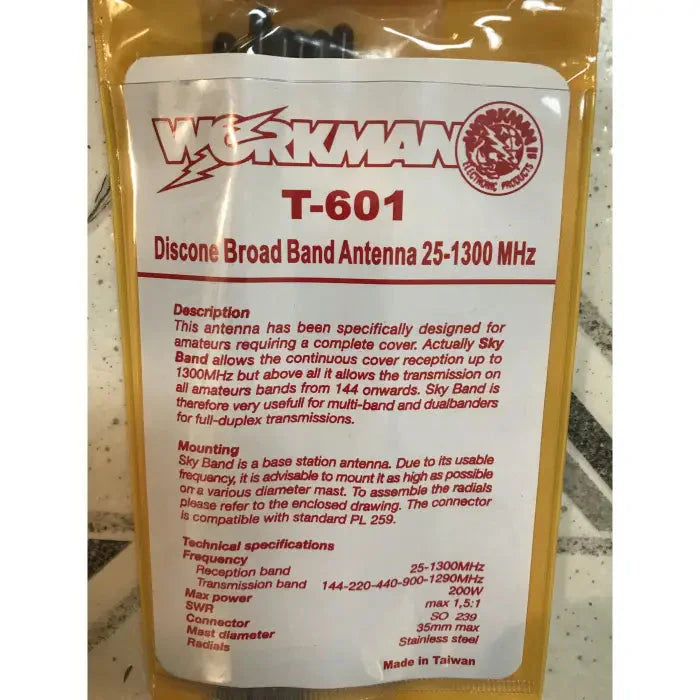 WORKMAN
WORKMAN
ELECTRONIC PRODUCTS
T-601
Discone Broad Band Antenna 25-1300 MHz
Description
This antenna has been specifically designed for
amateurs requiring a complete cover. Actually Sky
Band allows the continuous cover reception up to
1300MHz but above all it allows the transmission on
all amateurs bands from 144 onwards. Sky Band is
therefore very usefull for multi-band and dualbanders
for full-duplex transmissions.
Mounting
Sky Band is a base station antenna. Due to its usable
frequency, it is advisable to mount it as high as possible
on a various diameter mast. To assemble the radials
please refer to the enclosed drawing. The connector
is compatible with standard PL 259.
Technical specifications
Frequency
Reception band 25-1300MHz
Transmission band 144-220-440-900-1290MHz
Max power 200W
SWR max 1,5:1
Connector SO 239
Mast diameter 35mm max
Radials Stainless steel
Made in Taiwan